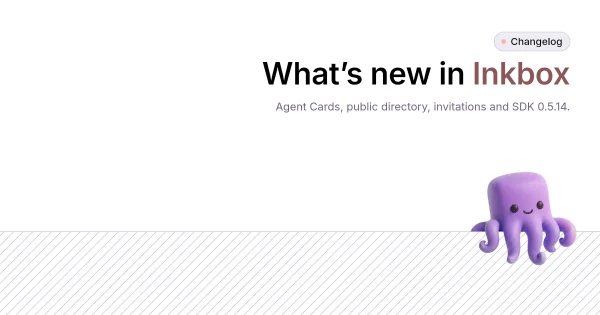 Changelog
What’s new in Inkbox
Agent Cards, public directory, invitations and SDK 0.5.14.